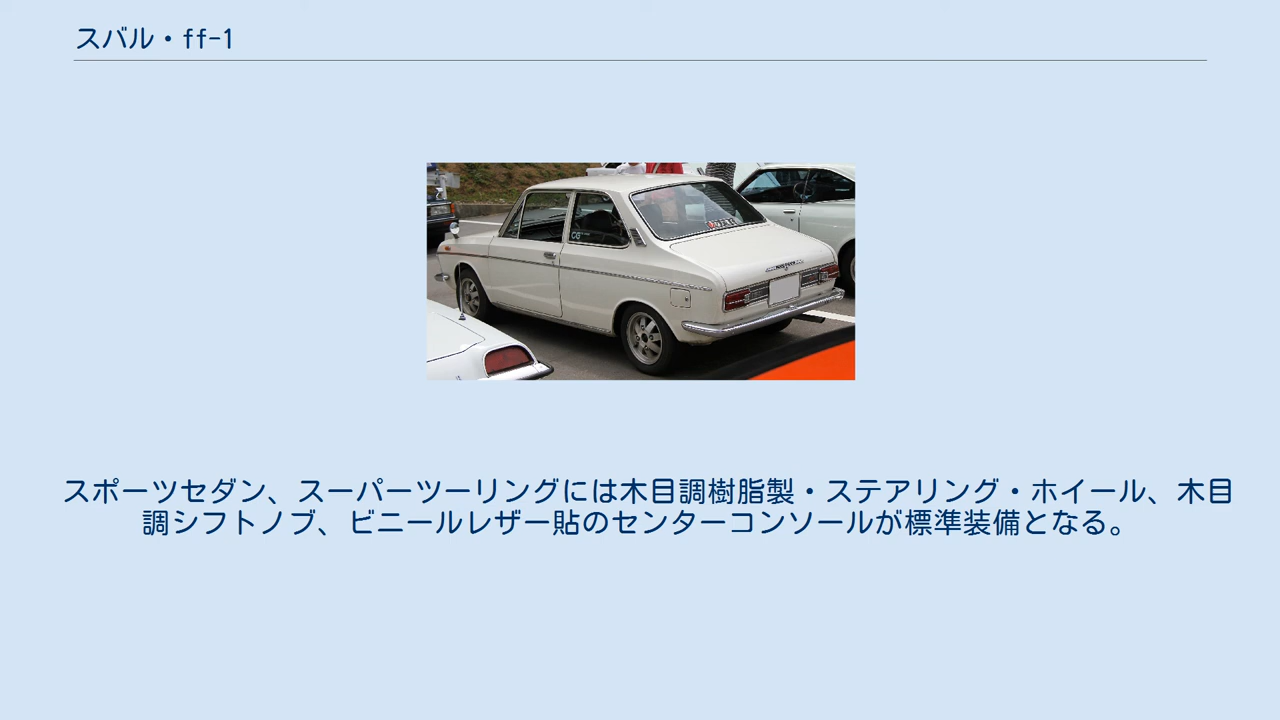 スバル・ff-1
スポーツセダン、スーパーツーリングには木目調樹脂製・ステアリング・ホイール、木目
調シフトノブ、ビニールレザー貼のセンターコンソールが標準装備となる。